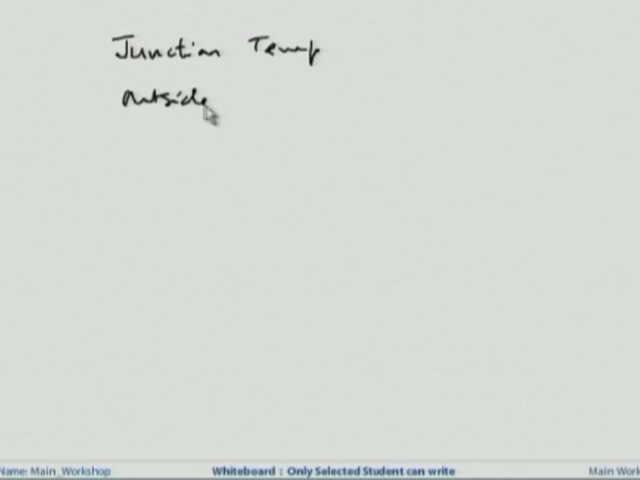 Junction Temp
outside
Name: Main_Workshop Whiteboard : Only Selected Student can write Main Work